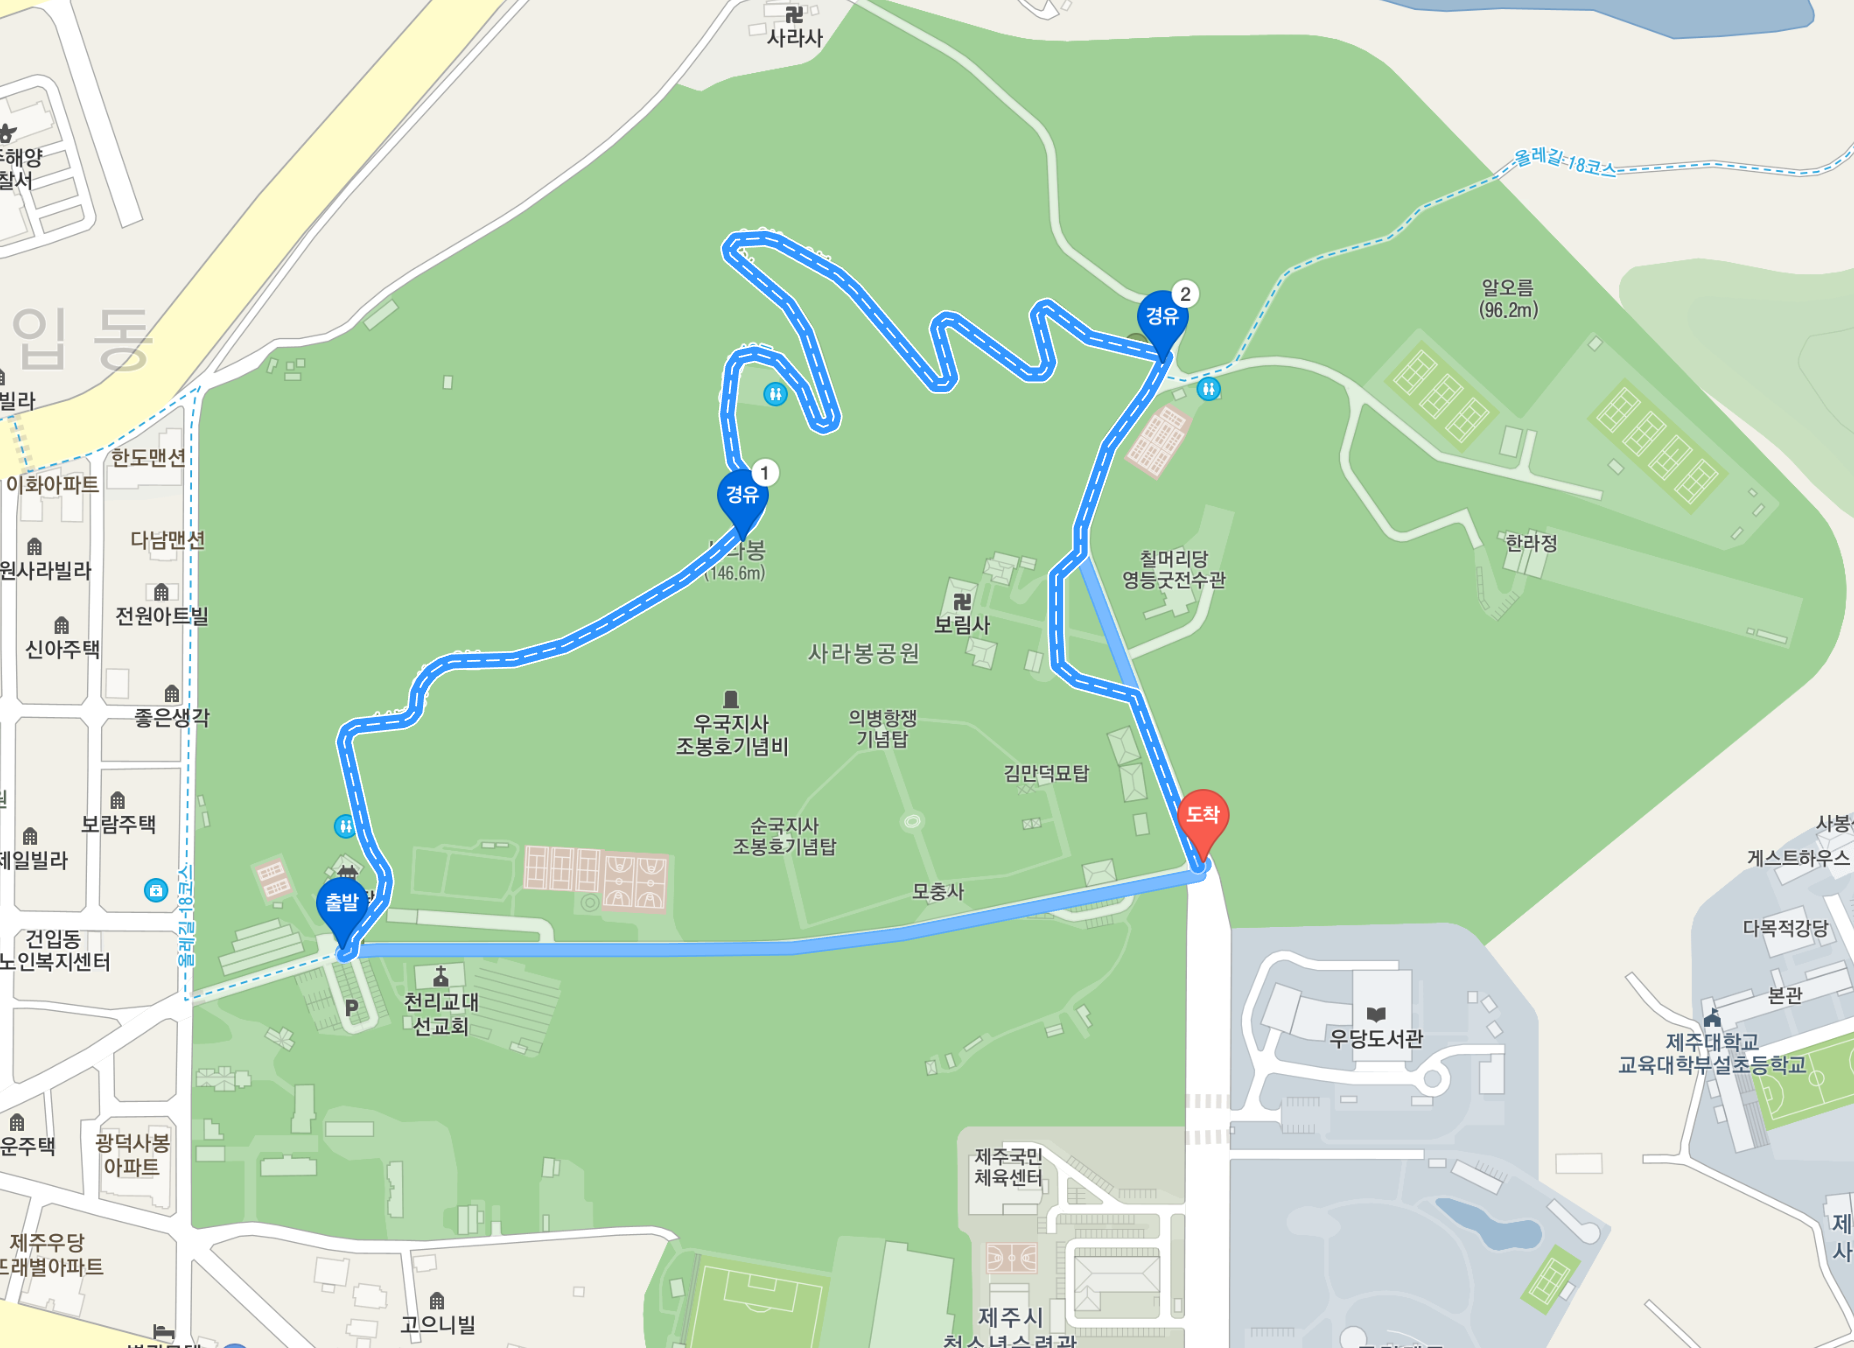 사라사
올레길 18코스
알오름
(96.2m)
2
경유
입동
빌라
한도맨션
이화아파트
1
경유
다남맨션
라봉
(146.6m)
한라정
칠머리당
영등굿전수관
원사라빌라
보림사
전원아트빌
신아주택
사라봉공원
좋은생각
우국지사
조봉호기념비
의병항쟁
기념탑
김만덕묘탑
보람주택
제일빌라
순국지사
조봉호기념탑
도착
게스트하우스
모충사
출발
올레길 18코스
다목적강당
건입동
노인복지센터
천리교대
선교회
P
본관
우당도서관
제주대학교
교육대학부설초등학교
운주택
광덕사봉
아파트
제주국민
체육센터
제주우당
뜨래별아파트
고으니빌
제주시
청소년수련관
제
사